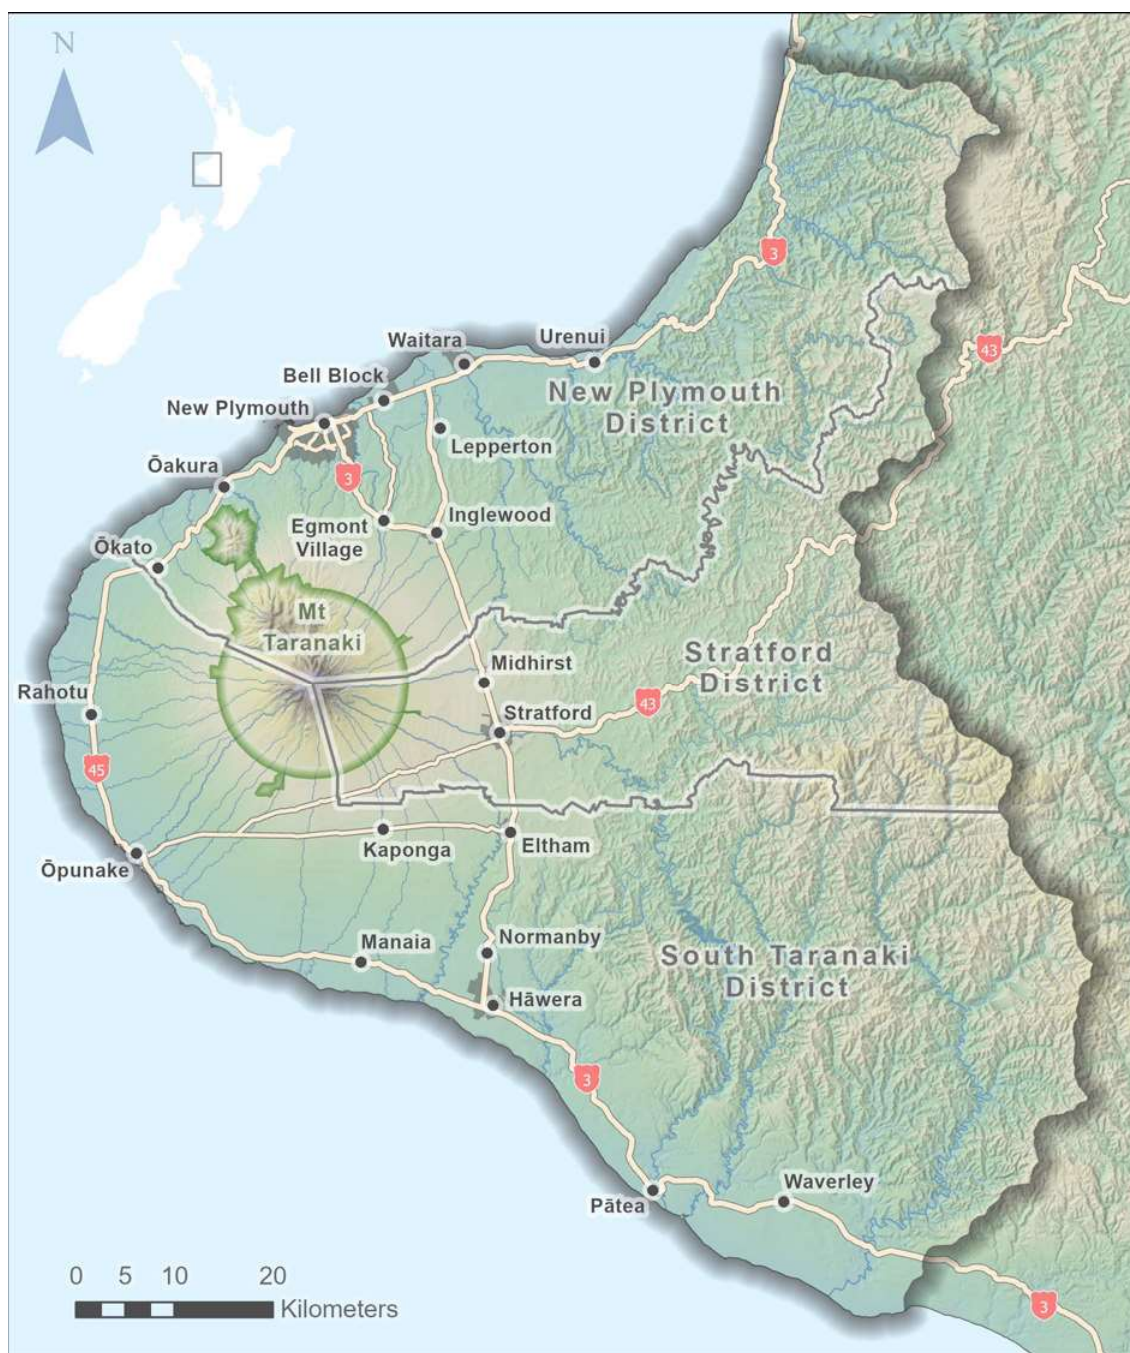 N
3
43
Waitara
Urenui
Bell Block
New Plymouth
District
New Plymouth
Lepperton
Ōakura
3
Egmont
Village
Inglewood
Ōkato
Mt
Taranaki
Midhirst
Stratford
District
Rahotu
43
Stratford
45
Kaponga
Eltham
Ōpunake
Manaia
Normanby
South Taranaki
District
Hāwera
3
Waverley
Pātea
0 5 10 20
Kilometers
3